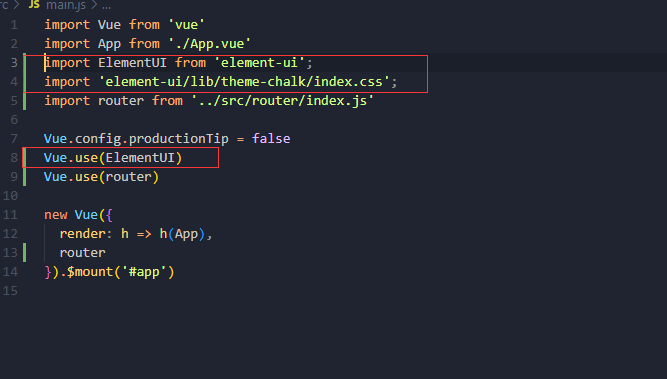 rc > JS main.js > ...
1 import Vue from 'vue'
2 import App from './App.vue'
3 import ElementUI from 'element-ui';
4 import 'element-ui/lib/theme-chalk/index.css';
5 import router from '../src/router/index.js'
6
7 Vue.config.productionTip = false
8 Vue.use(ElementUI)
9 Vue.use(router)
10
11 new Vue({
12   render: h => h(App),
13   router
14 }).$mount('#app')
15